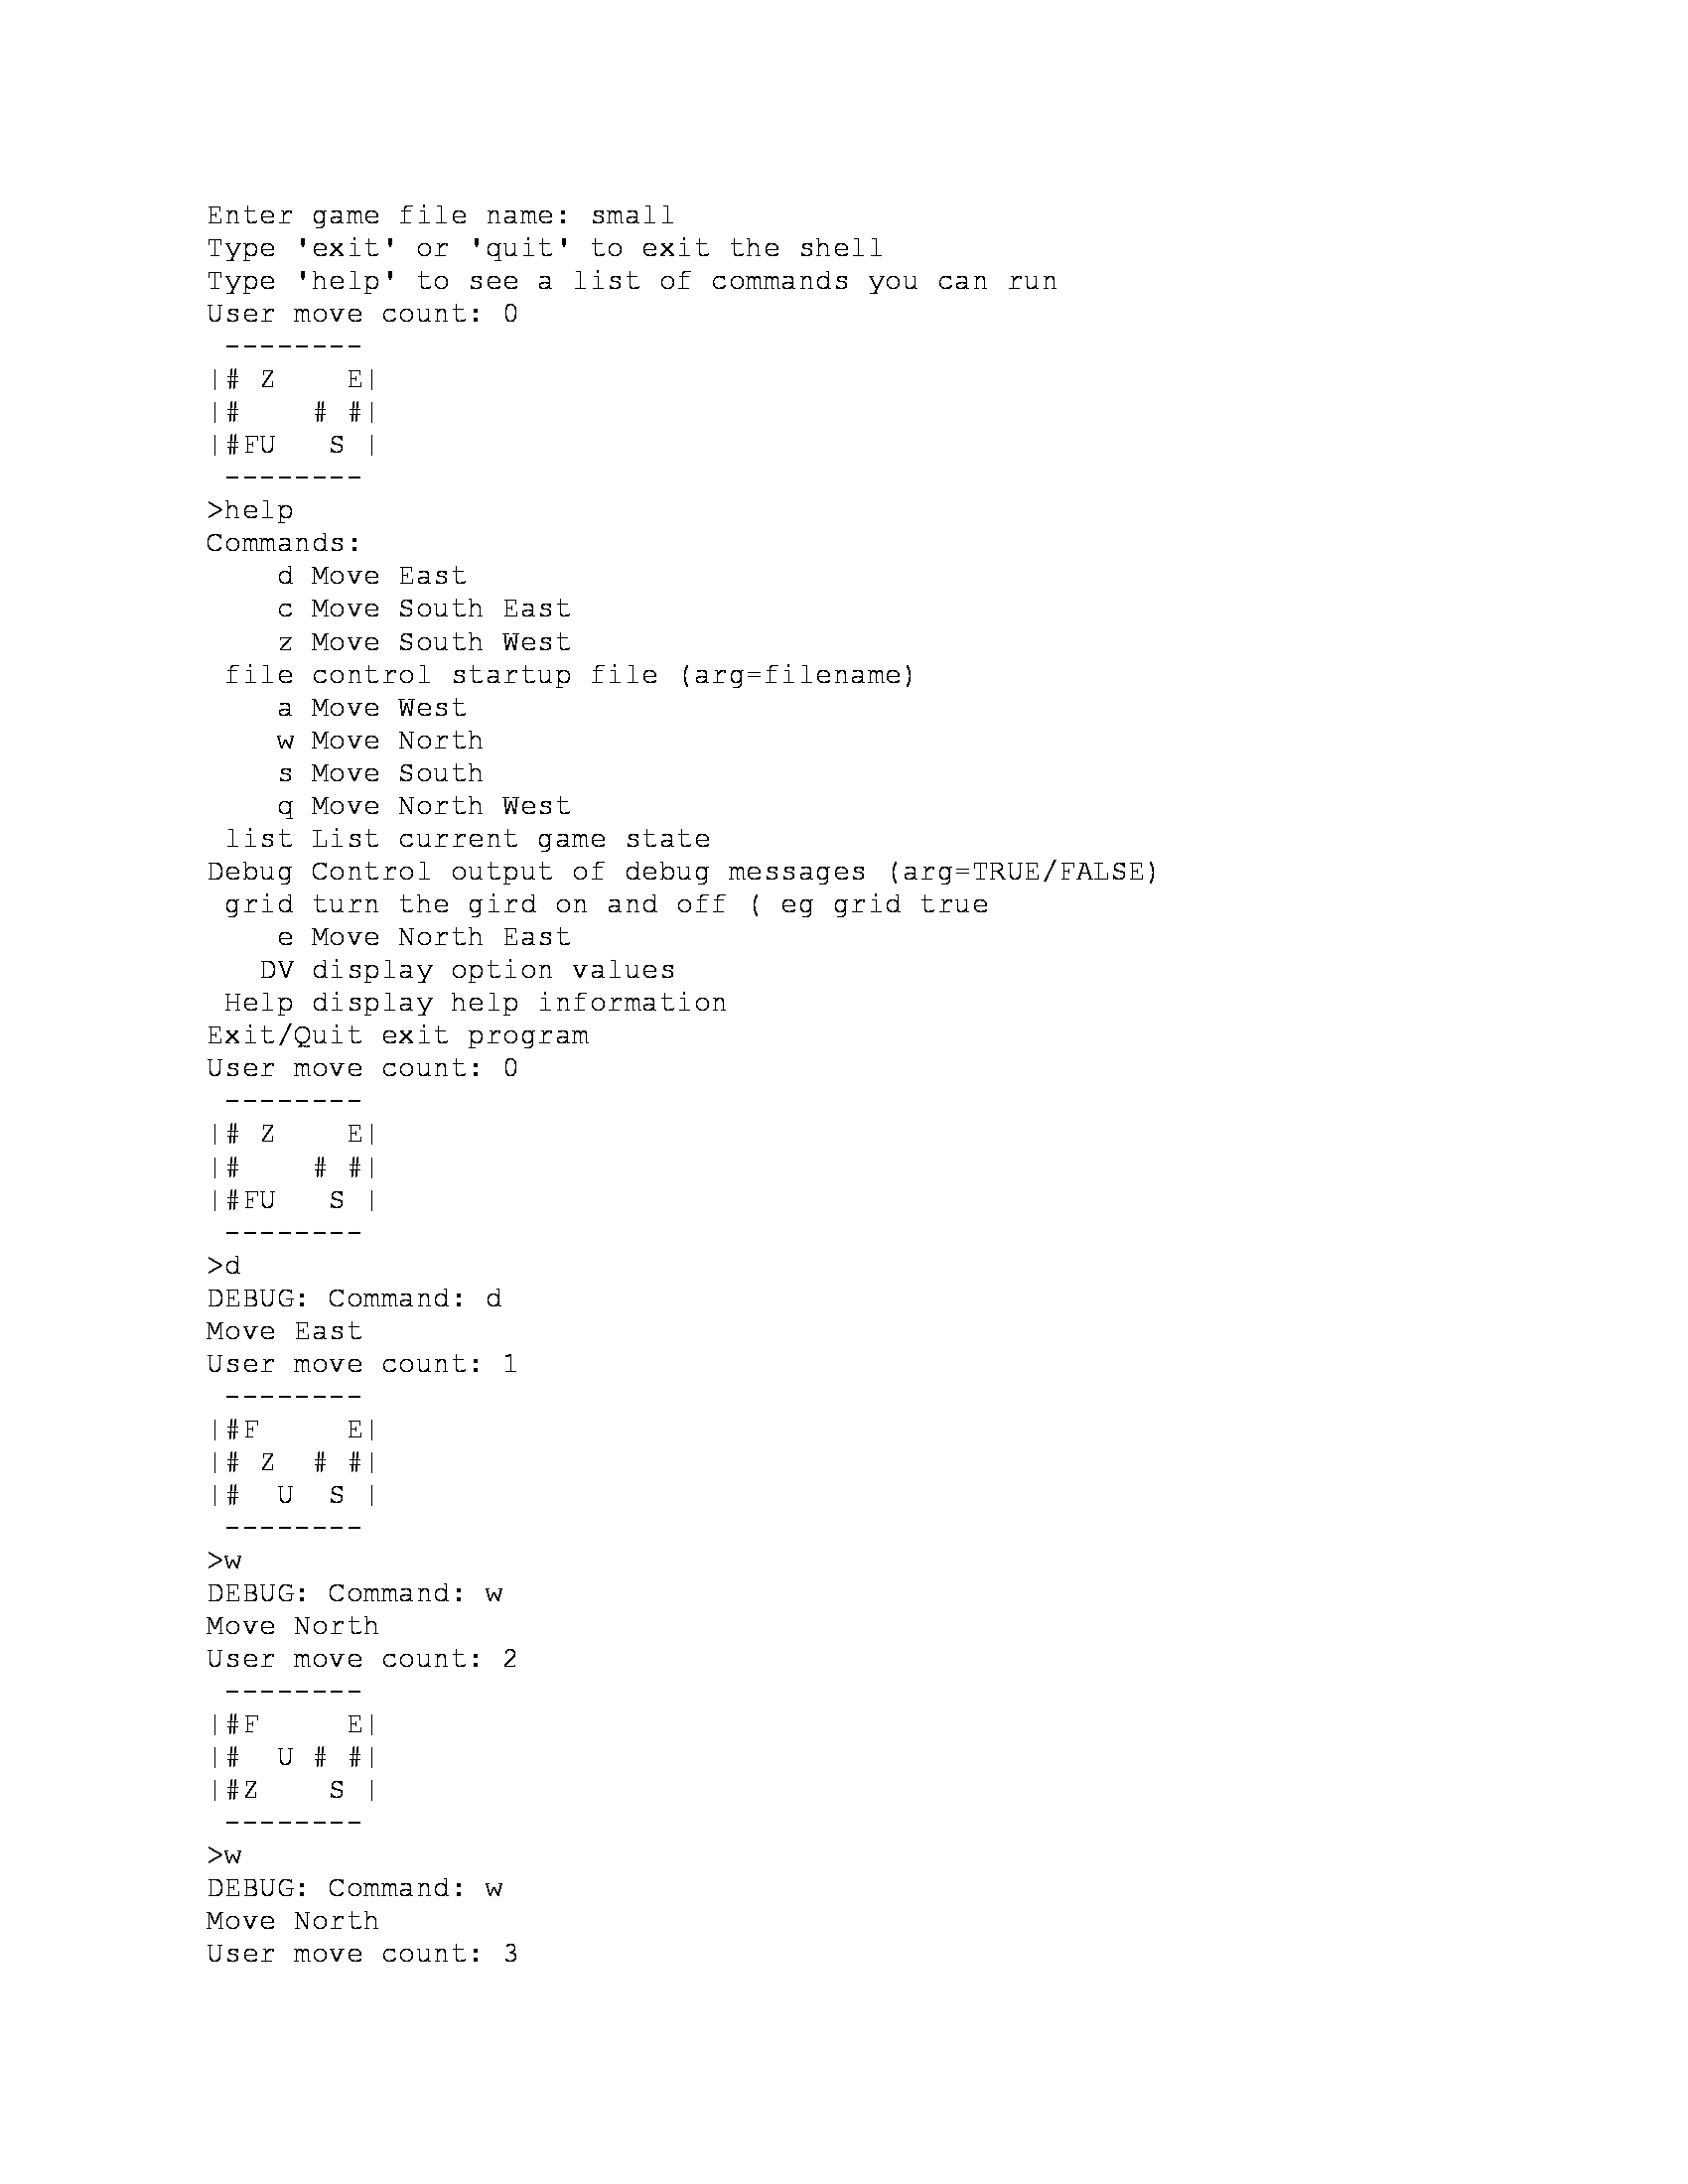 Enter game file name: small
Type 'exit' or 'quit' to exit the shell
Type 'help' to see a list of commands you can run
User move count: 0
 --------
|# Z    E|
|#    # #|
|#FU   S |
 --------
>help
Commands:
    d Move East
    c Move South East
    z Move South West
 file control startup file (arg=filename)
    a Move West
    w Move North
    s Move South
    q Move North West
 list List current game state
Debug Control output of debug messages (arg=TRUE/FALSE)
 grid turn the gird on and off ( eg grid true
    e Move North East
   DV display option values
 Help display help information
Exit/Quit exit program
User move count: 0
 --------
|# Z    E|
|#    # #|
|#FU   S |
 --------
>d
DEBUG: Command: d
Move East
User move count: 1
 --------
|#F     E|
|# Z  # #|
|#  U  S |
 --------
>w
DEBUG: Command: w
Move North
User move count: 2
 --------
|#F     E|
|#  U # #|
|#Z    S |
 --------
>w
DEBUG: Command: w
Move North
User move count: 3